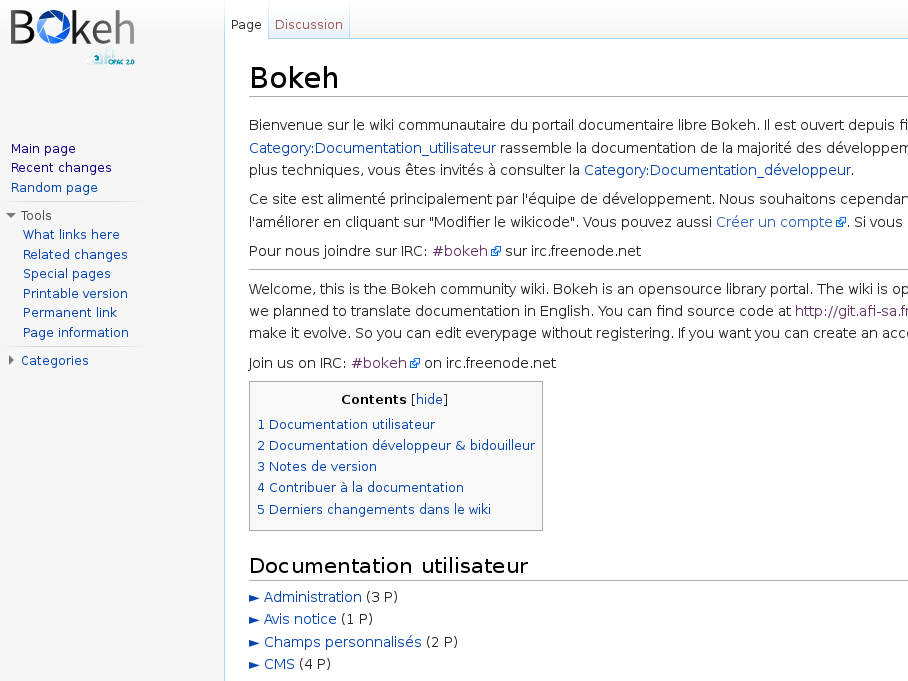 Bokeh
afi OPAC 2.0
Main page
Recent changes
Random page
Tools
What links here
Related changes
Special pages
Printable version
Permanent link
Page information
Categories
Page Discussion
Bokeh
Bienvenue sur le wiki communautaire du portail documentaire libre Bokeh. Il est ouvert depuis fi
Category:Documentation_utilisateur rassemble la documentation de la majorité des développem
plus techniques, vous êtes invités à consulter la Category:Documentation_développeur.
Ce site est alimenté principalement par l'équipe de développement. Nous souhaitons cependan
l'améliorer en cliquant sur "Modifier le wikicode". Vous pouvez aussi Créer un compte. Si vous
Pour nous joindre sur IRC: #bokeh sur irc.freenode.net
Welcome, this is the Bokeh community wiki. Bokeh is an opensource library portal. The wiki is op
we planned to translate documentation in English. You can find source code at http://git.afi-sa.fr
make it evolve. So you can edit everypage without registering. If you want you can create an acco
Join us on IRC: #bokeh on irc.freenode.net
Contents [hide]
1 Documentation utilisateur
2 Documentation développeur & bidouilleur
3 Notes de version
4 Contribuer à la documentation
5 Derniers changements dans le wiki
Documentation utilisateur
► Administration (3 P)
► Avis notice (1 P)
► Champs personnalisés (2 P)
► CMS (4 P)